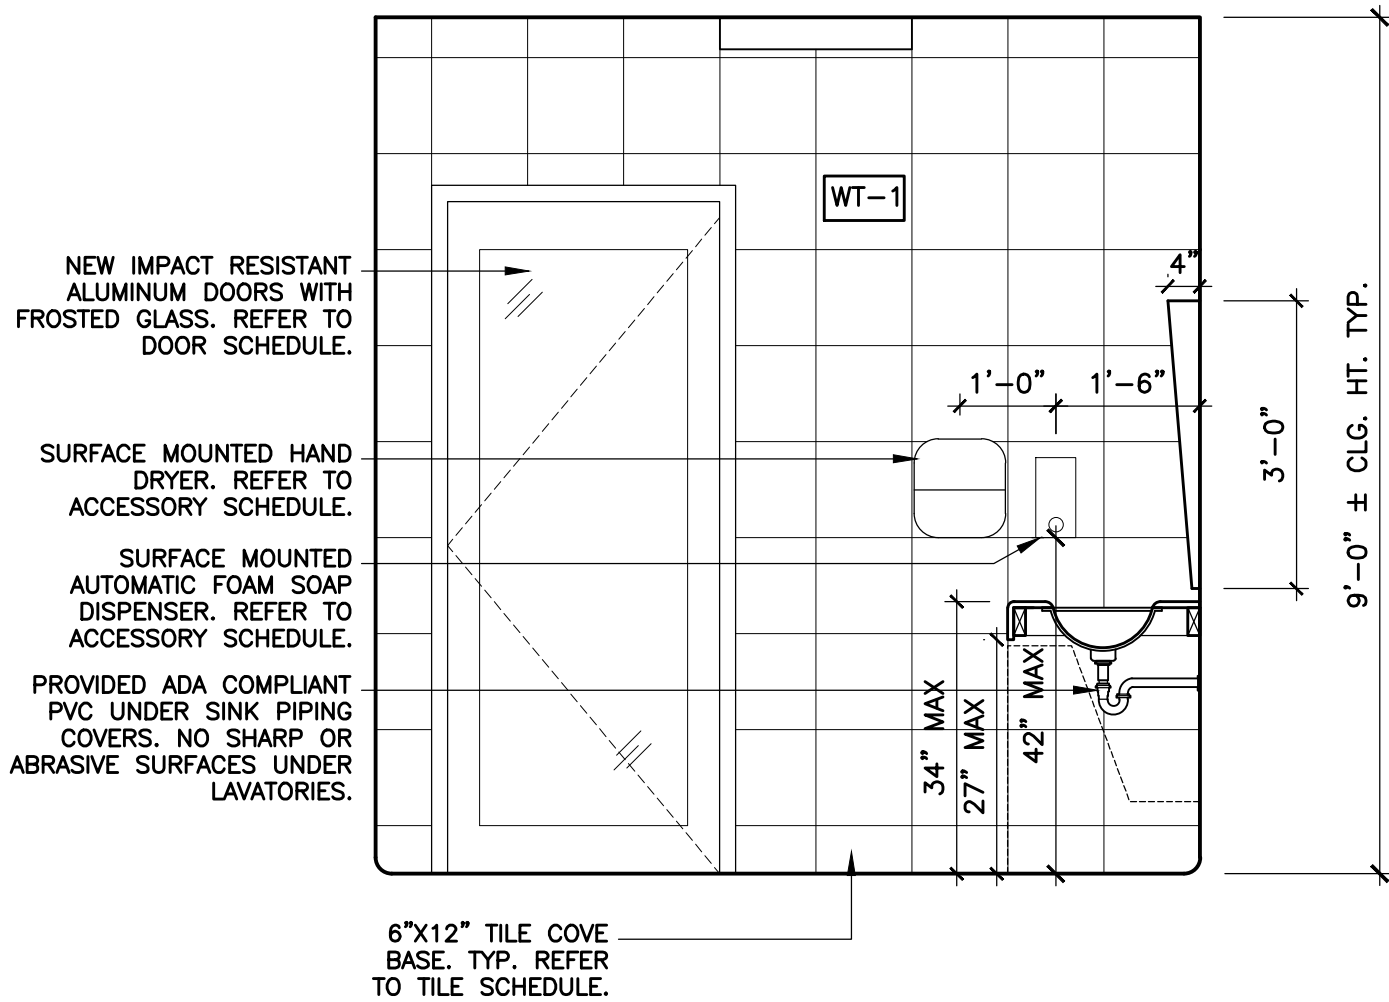 WT-1
NEW IMPACT RESISTANT
ALUMINUM DOORS WITH
FROSTED GLASS. REFER TO
DOOR SCHEDULE.
4”
1’-0”
1’-6”
3’-0”
9’-0” ± CLG. HT. TYP.
SURFACE MOUNTED HAND
DRYER. REFER TO
ACCESSORY SCHEDULE.
SURFACE MOUNTED
AUTOMATIC FOAM SOAP
DISPENSER. REFER TO
ACCESSORY SCHEDULE.
PROVIDED ADA COMPLIANT
PVC UNDER SINK PIPING
COVERS. NO SHARP OR
ABRASIVE SURFACES UNDER
LAVATORIES.
34” MAX
27” MAX
42” MAX
6”X12” TILE COVE
BASE. TYP. REFER
TO TILE SCHEDULE.